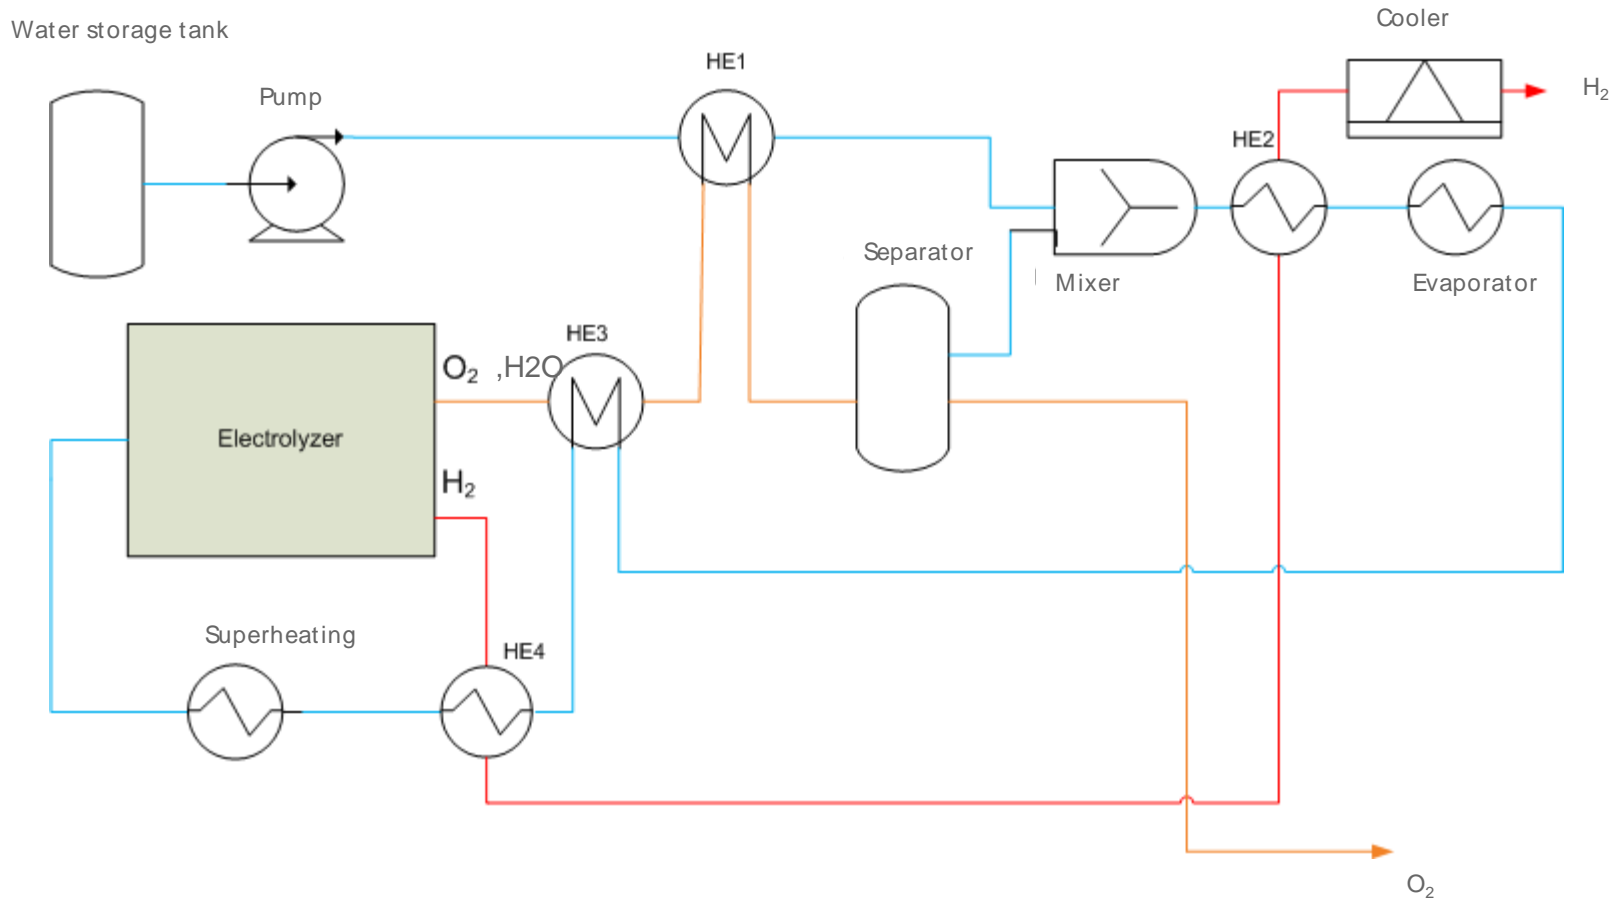 Water storage tank
Cooler
HE1
H₂
Pump
HE2
Separator
Mixer
Evaporator
HE3
O₂ ,H2O
Electrolyzer
H₂
Superheating
HE4
O₂